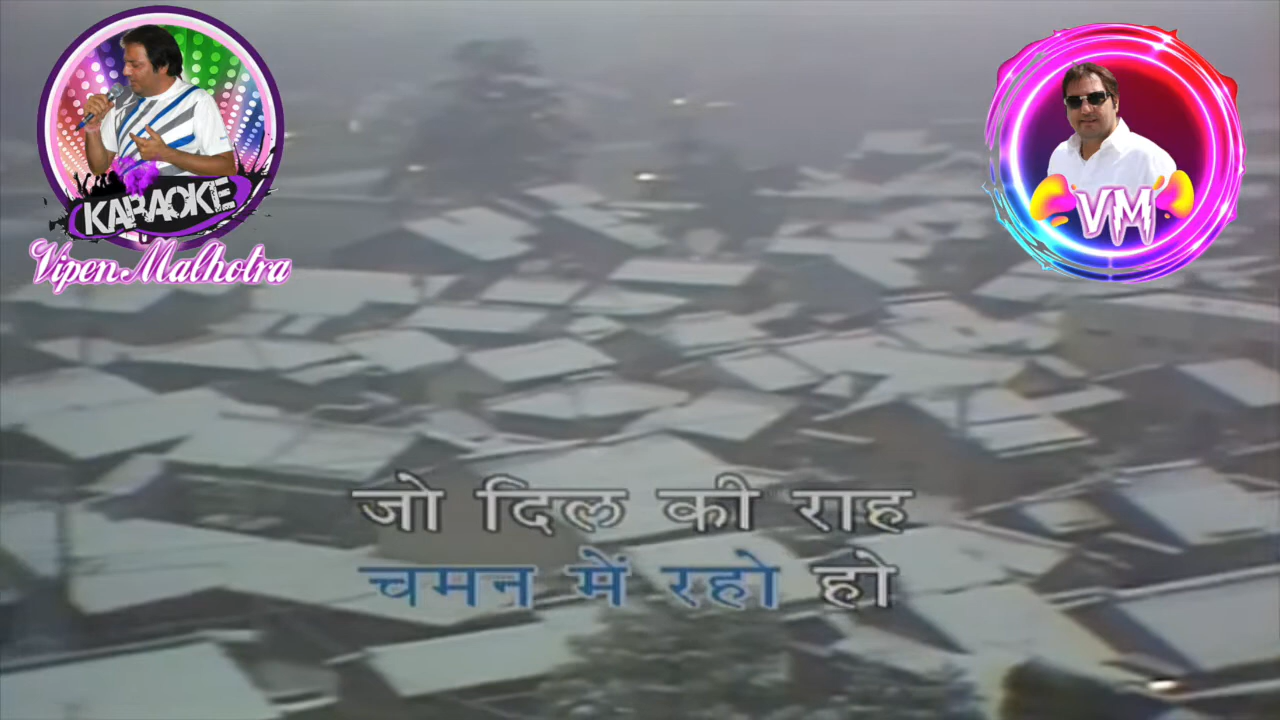 KARAOKE
Vipen Malhotra
VM
जो दिल की राह
चमन में रहो हो